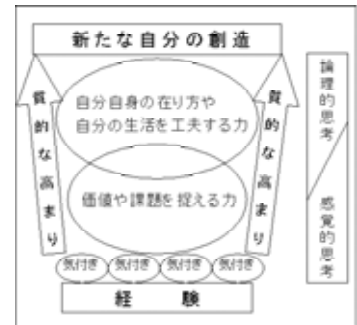 新たな自分の創造
自分自身の在り方や
自分の生活を工夫する力
価値や課題を捉える力
質的な高まり
質的な高まり
気付き 気付き 気付き 気付き
経験
論理的思考
感覚的思考